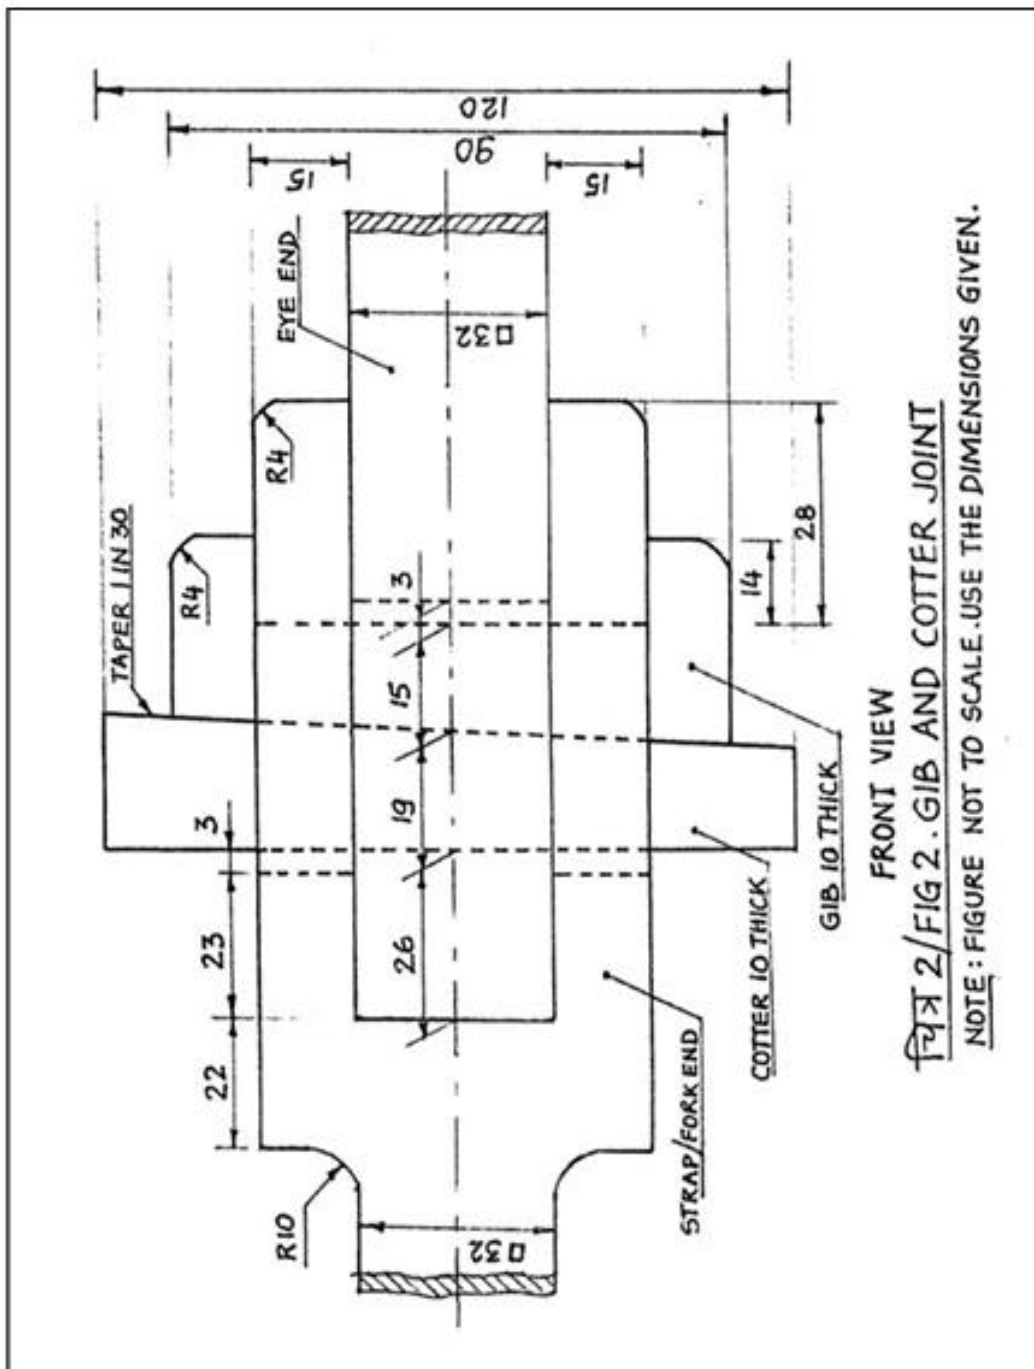 TAPER 1 IN 30
R4
22
23
3
R4
R10
EYE END
15
26
19
15
3
□32
□32
90
120
15
STRAP/FORK END
14
COTTER 10 THICK
28
GIB 10 THICK
FRONT VIEW
चित्र 2/FIG 2. GIB AND COTTER JOINT
NOTE: FIGURE NOT TO SCALE. USE THE DIMENSIONS GIVEN.